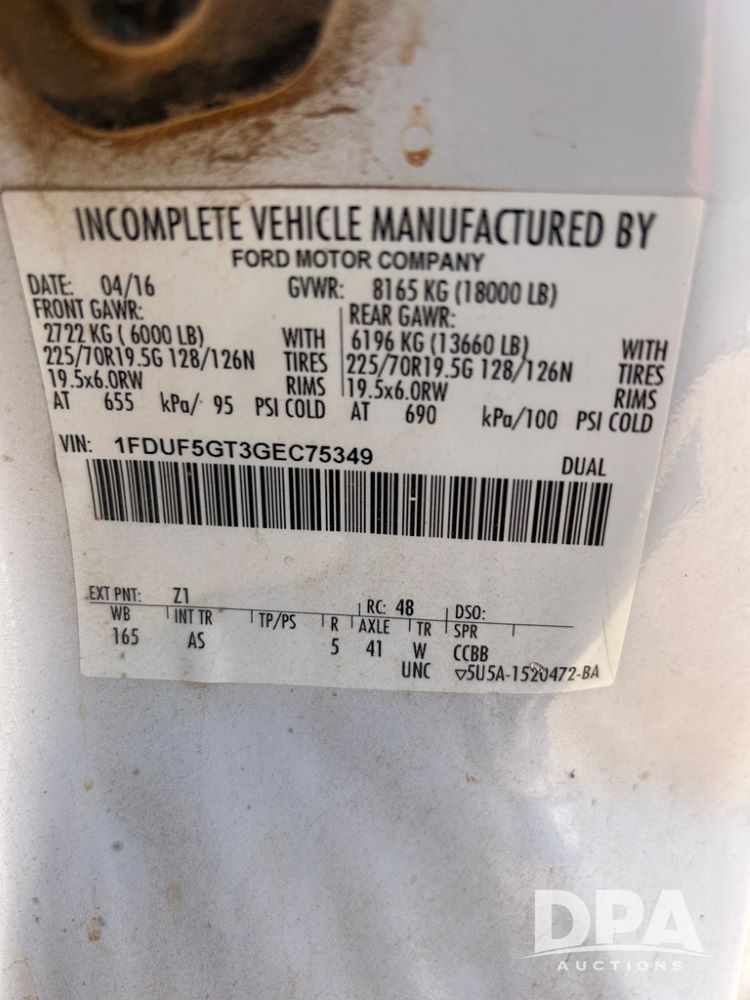 INCOMPLETE VEHICLE MANUFACTURED BY
FORD MOTOR COMPANY
DATE: 04/16 GVWR: 8165 KG (18000 LB)
FRONT GAWR: REAR GAWR:
2722 KG ( 6000 LB) WITH 6196 KG (13660 LB) WITH
225/70R19.5G 128/126N TIRES 225/70R19.5G 128/126N TIRES
19.5x6.0RW RIMS 19.5x6.0RW RIMS
AT 655 kPa/ 95 PSI COLD AT 690 kPa/100 PSI COLD
VIN: 1FDUF5GT3GEC75349 DUAL
EXT PNT: Z1 RC: 48 DSO:
WB INT TR TP/PS R AXLE TR SPR
165 AS 5 41 W CCBB
UNC ▽5U5A-1520472-BA
DPA
AUCTIONS